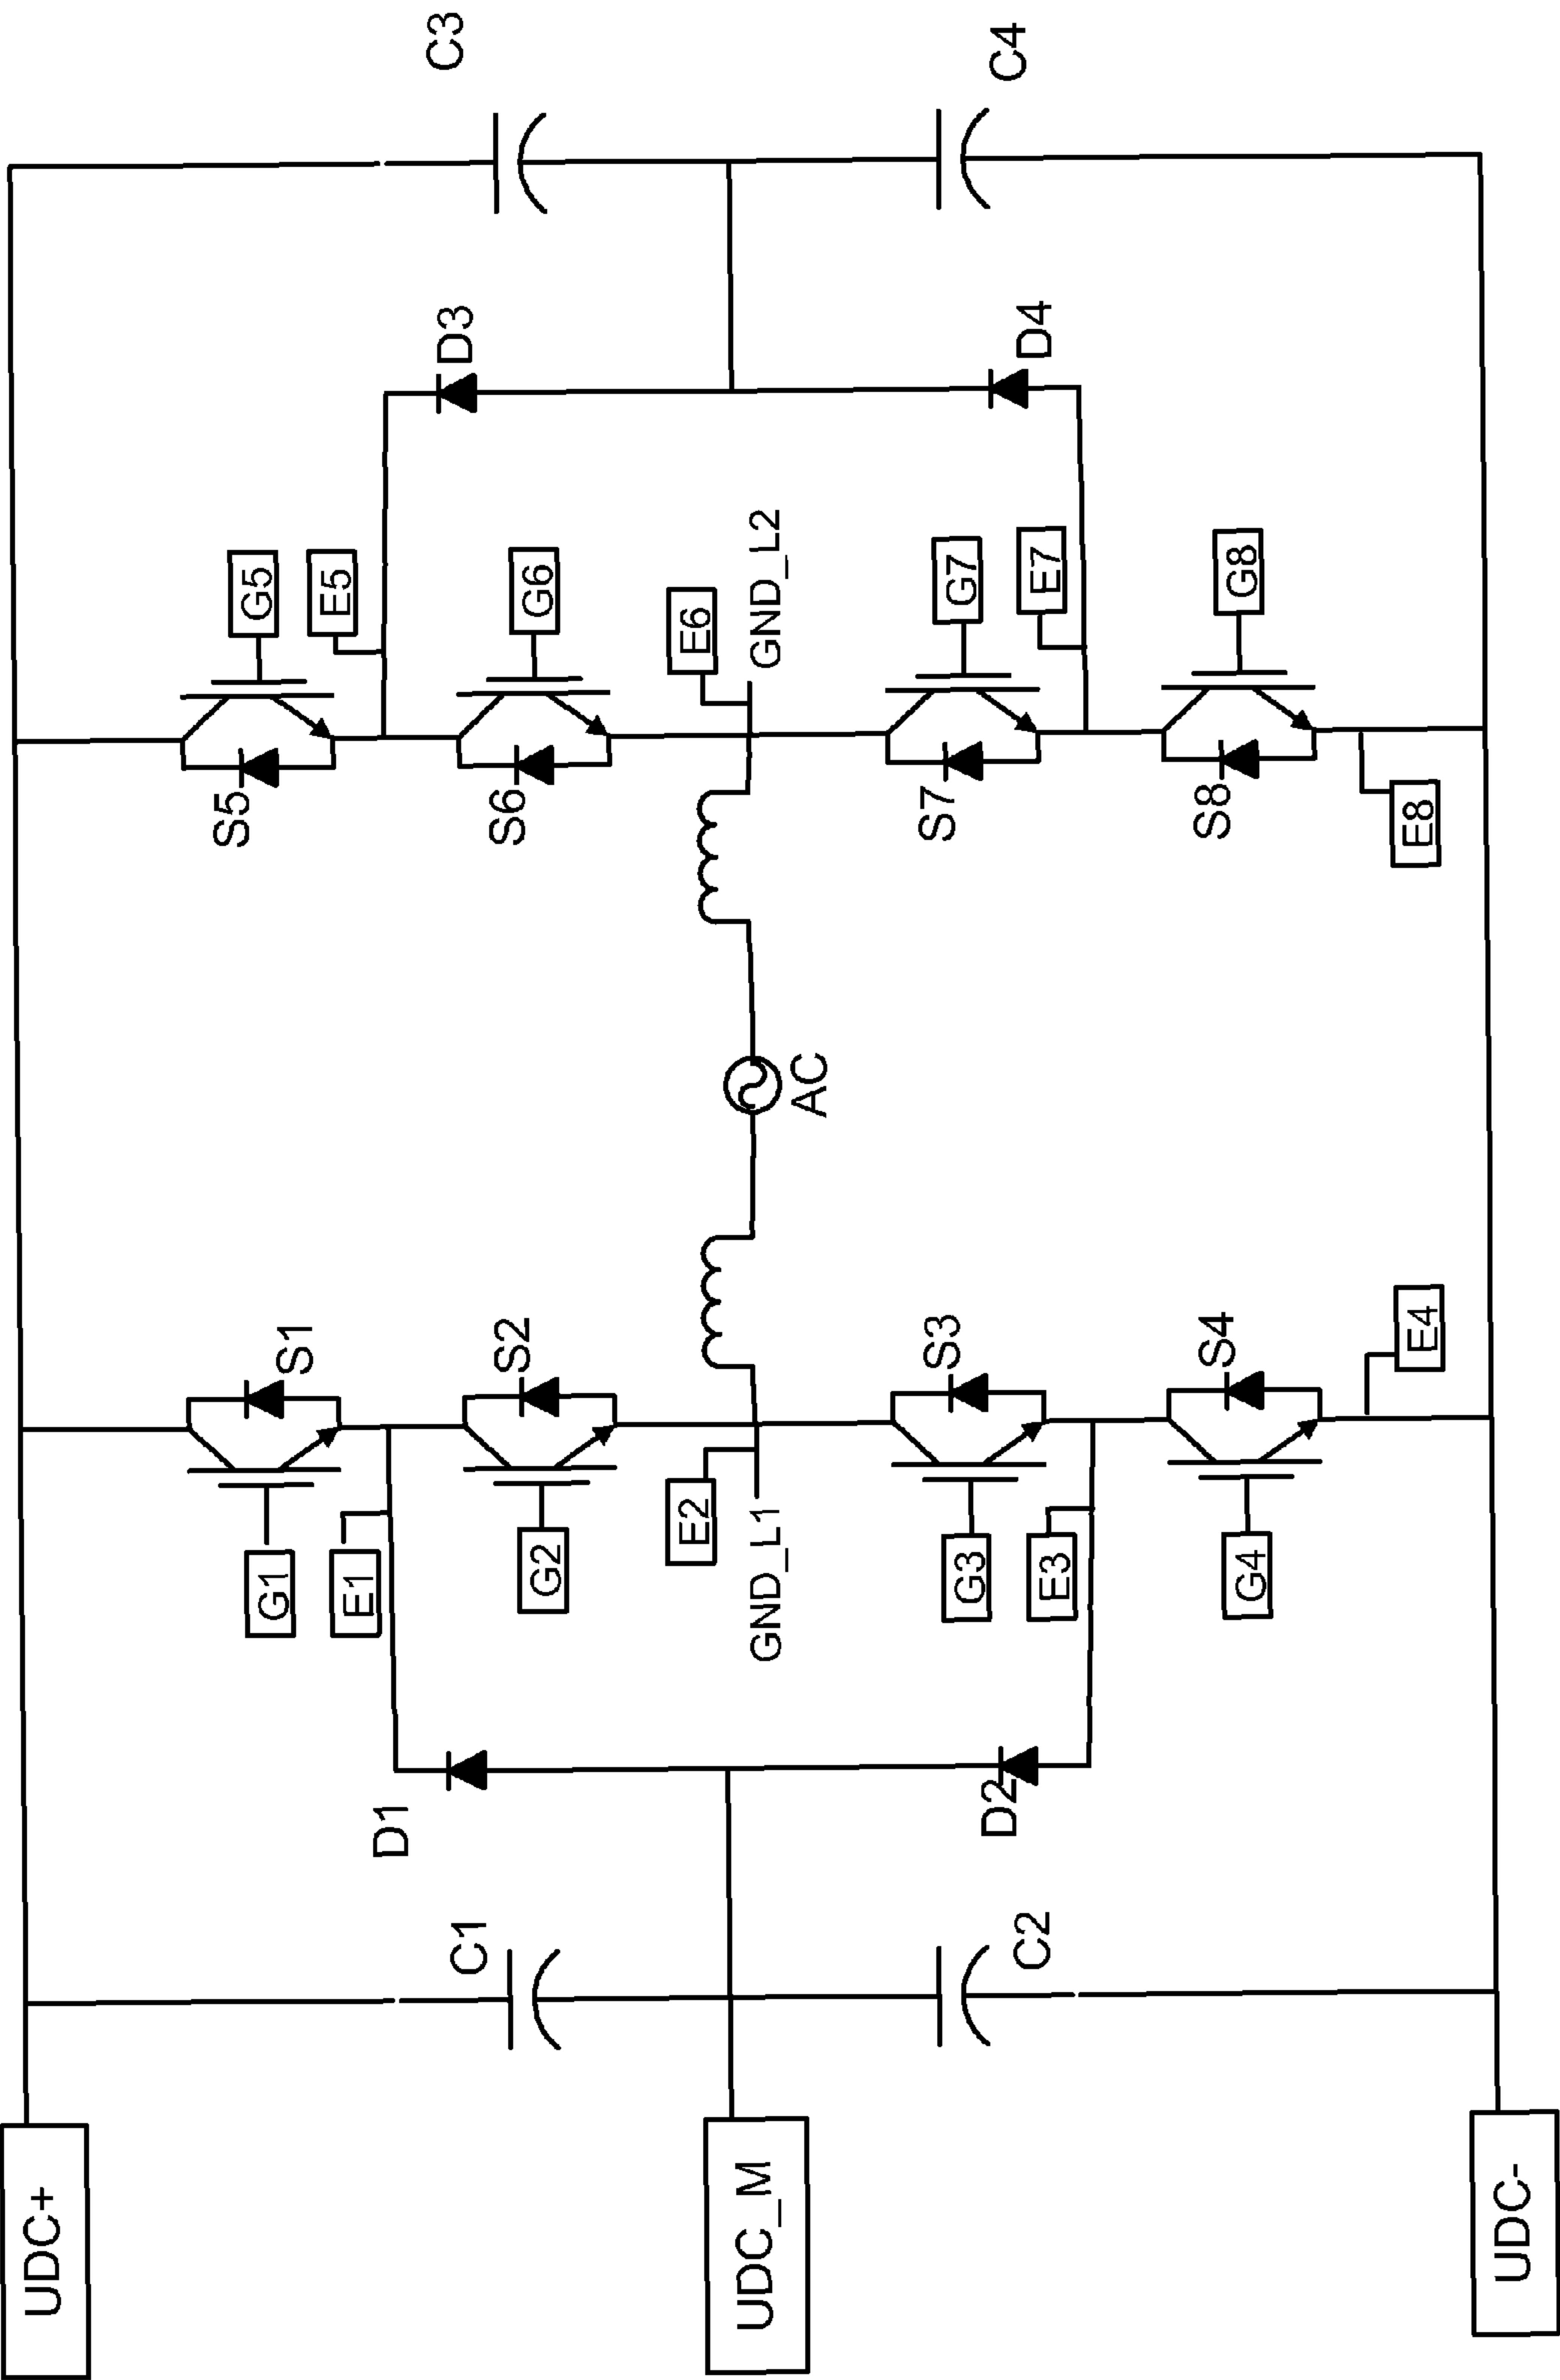 UDC+
UDC_M
UDC-
C1
C2
D1
D2
G1
E1
G2
E2
GND_L1
G3
E3
G4
E4
S1
S2
S3
S4
AC
S5
S6
S7
S8
E8
G5
E5
G6
E6
GND_L2
G7
E7
G8
D3
D4
C3
C4